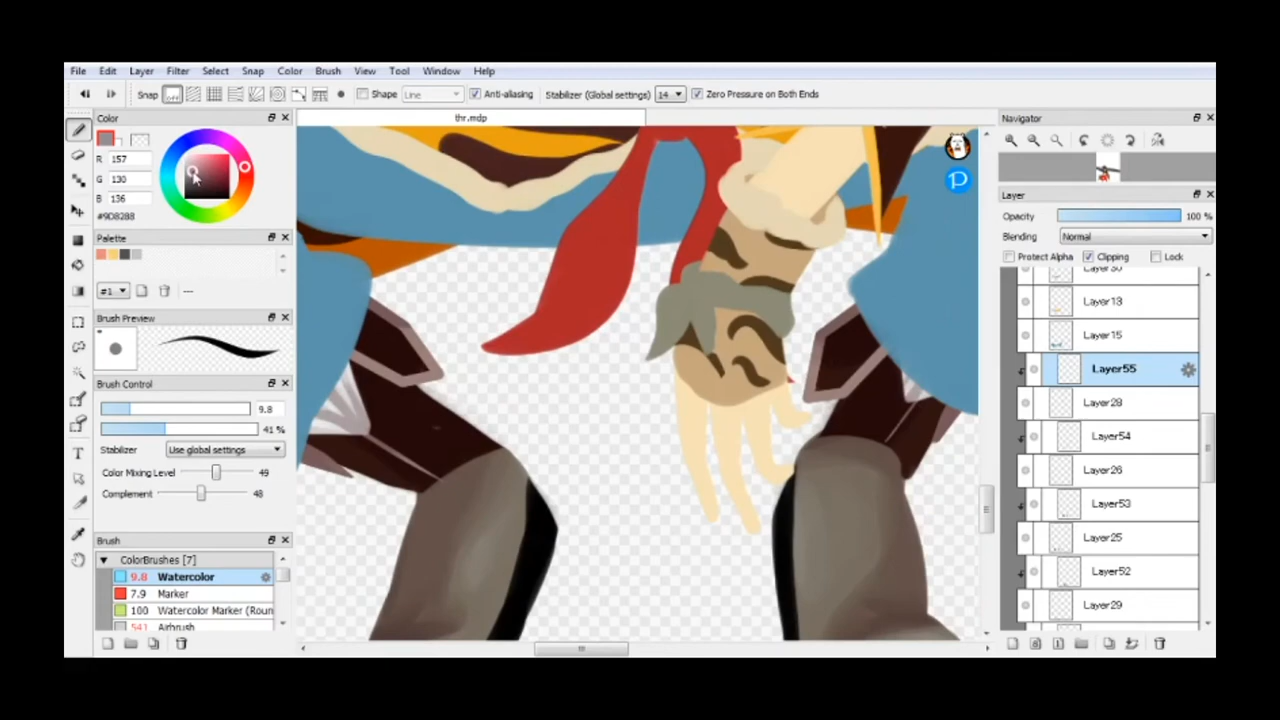 File Edit Layer Filter Select Snap Color Brush View Tool Window Help
Snap off Shape Line Anti-aliasing Stabilizer (Global settings) 14 Zero Pressure on Both Ends
Color
R 157
G 130
B 136
#9D8288
Palette
#1
---
Brush Preview
Brush Control
9.8
41 %
Stabilizer Use global settings
Color Mixing Level 49
Complement 48
Brush
ColorBrushes [7]
9.8 Watercolor
7.9 Marker
100 Watercolor Marker (Roun
541 Airbrush
thr.mdp
P
Navigator
Layer
Opacity 100 %
Blending Normal
Protect Alpha Clipping Lock
Layer13
Layer15
Layer55
Layer28
Layer54
Layer26
Layer53
Layer25
Layer52
Layer29